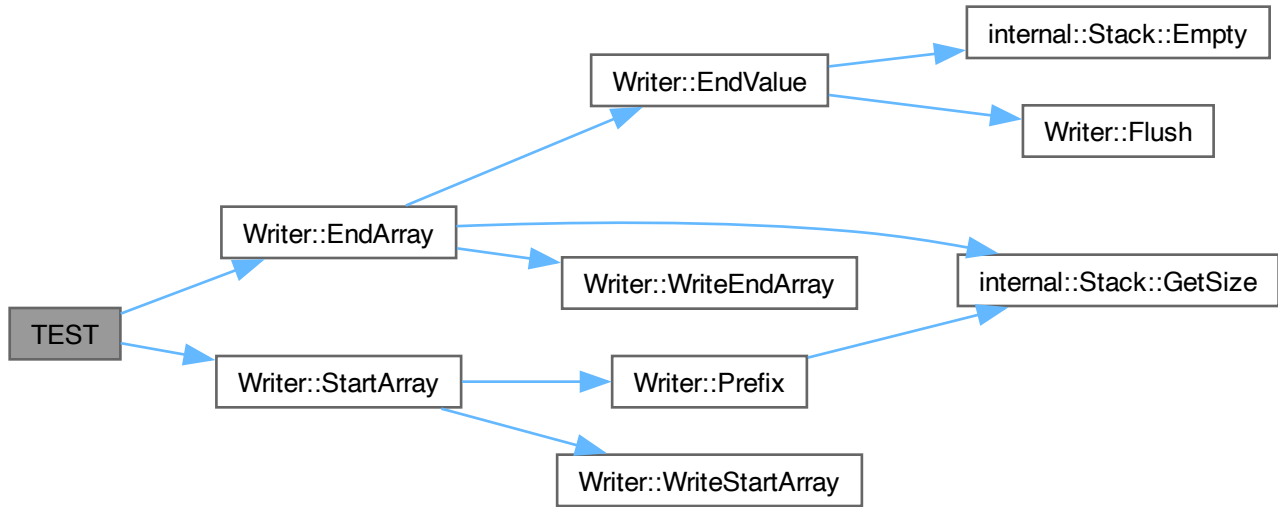 internal::Stack::Empty
Writer::EndValue
Writer::Flush
Writer::EndArray
Writer::WriteEndArray
internal::Stack::GetSize
TEST
Writer::StartArray
Writer::Prefix
Writer::WriteStartArray